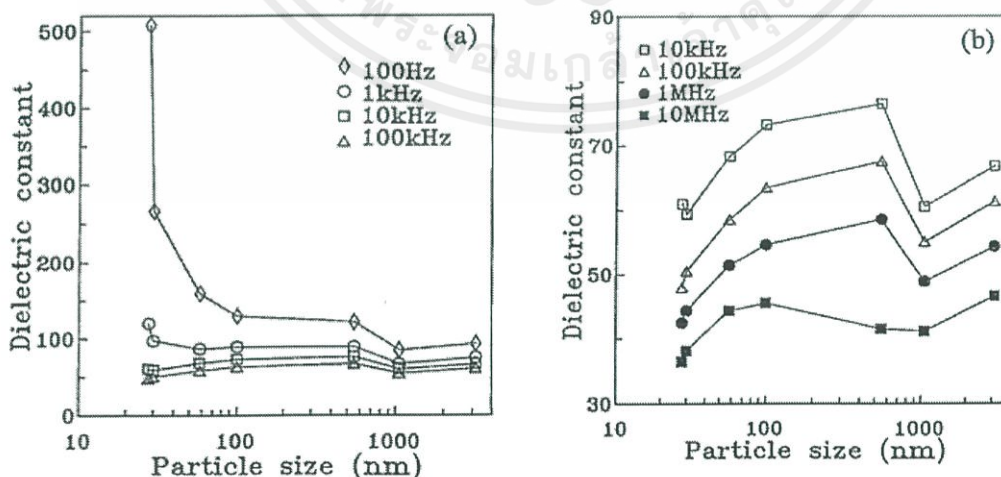 (a)
500
400
300
200
100
0
10
100
1000
Dielectric constant
Particle size (nm)
100Hz
1kHz
10kHz
100kHz
(b)
90
70
50
30
10
100
1000
Dielectric constant
Particle size (nm)
10kHz
100kHz
1MHz
10MHz